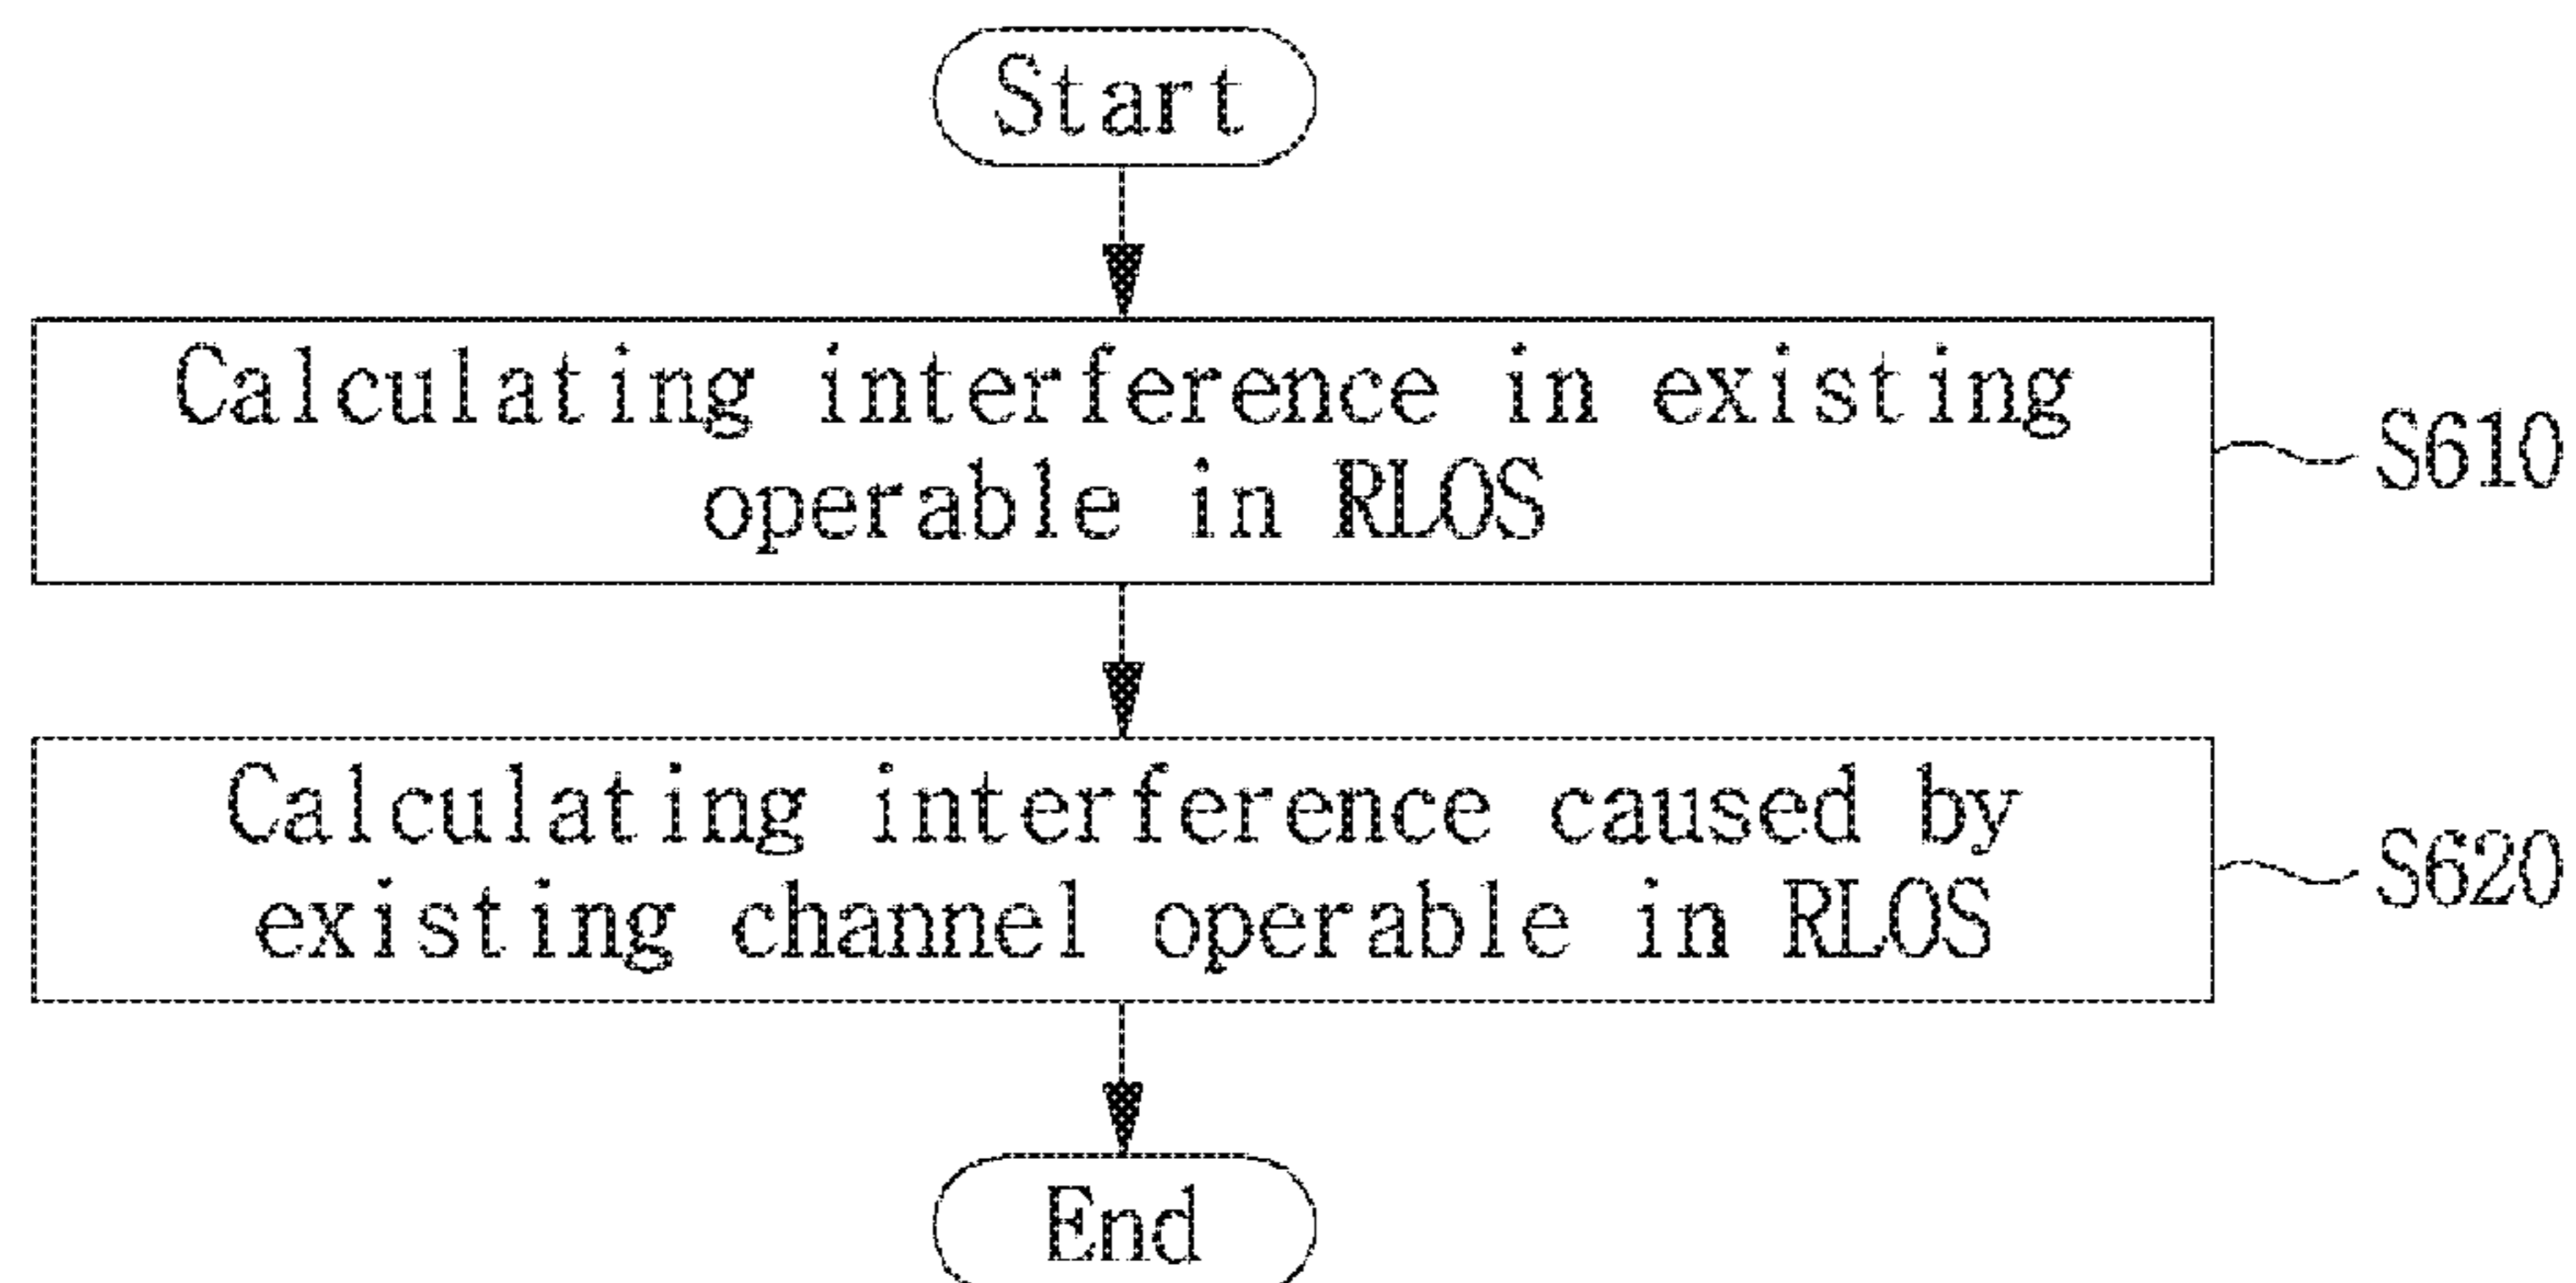 Start
Calculating interference in existing
operable in RLOS
S610
Calculating interference caused by
existing channel operable in RLOS
S620
End